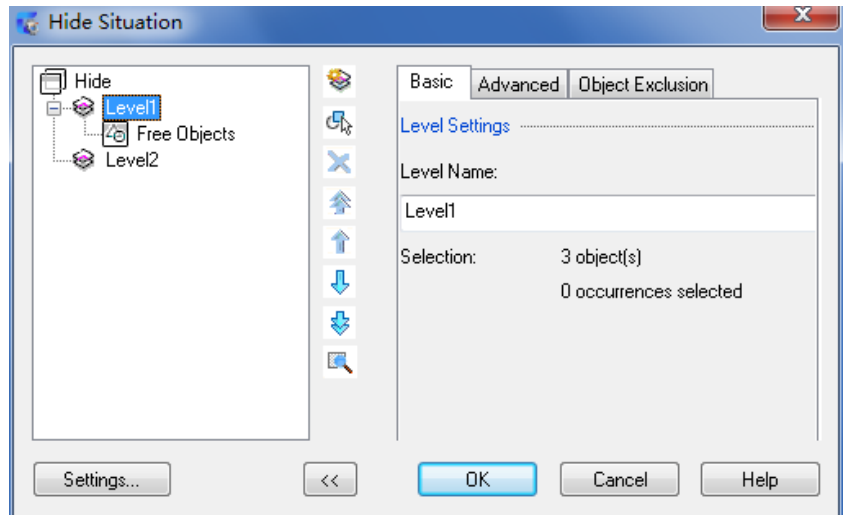 Hide Situation
Hide
Level1
Free Objects
Level2
Basic
Advanced
Object Exclusion
Level Settings
Level Name:
Level1
Selection:
3 object(s)
0 occurrences selected
Settings...
<<
OK
Cancel
Help